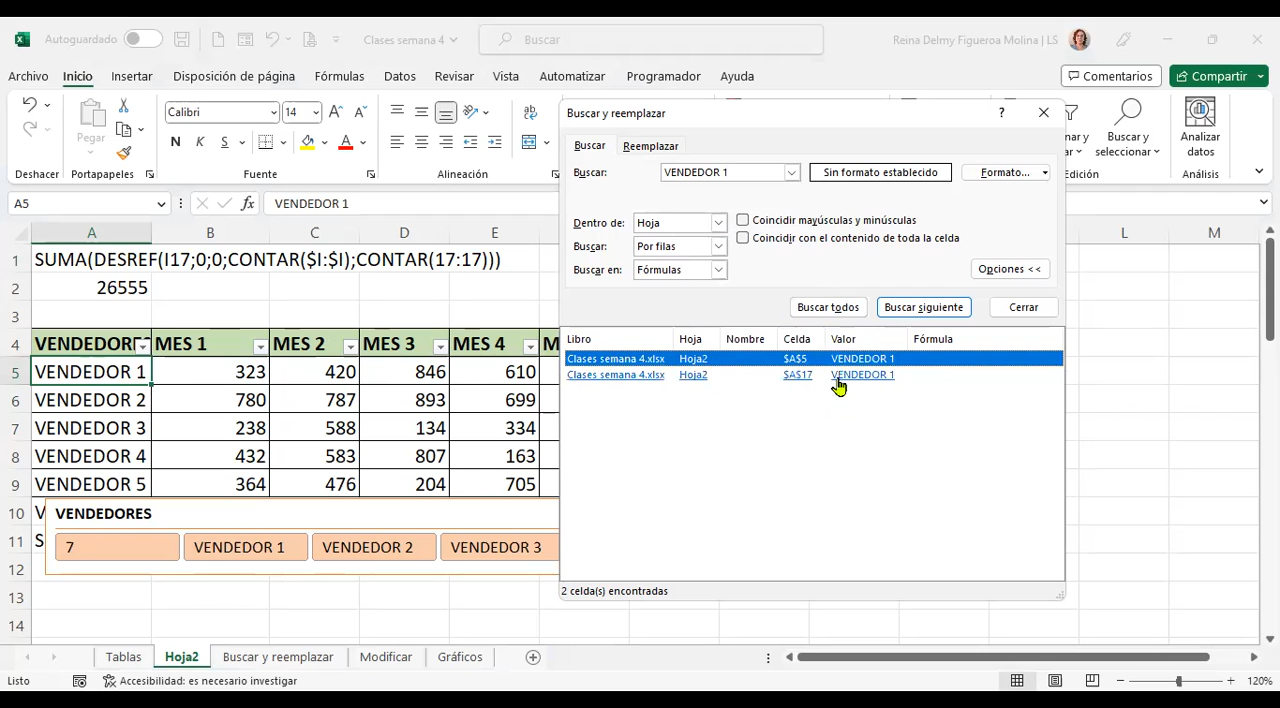 Autoguardado Clases semana 4 Buscar Reina Delmy Figueroa Molina | LS
Archivo Inicio Insertar Disposición de página Fórmulas Datos Revisar Vista Automatizar Programador Ayuda Comentarios Compartir
Pegar
Calibri 14
N K S
Buscar y seleccionar
Analizar datos
Deshacer Portapapeles Fuente Alineación Edición Análisis
A5 fx VENDEDOR 1
A B C D E L M
1 SUMA(DESREF(I17;0;0;CONTAR($I:$I);CONTAR(17:17)))
2 26555
3
4 VENDEDOR MES 1 MES 2 MES 3 MES 4 M
5 VENDEDOR 1 323 420 846 610
6 VENDEDOR 2 780 787 893 699
7 VENDEDOR 3 238 588 134 334
8 VENDEDOR 4 432 583 807 163
9 VENDEDOR 5 364 476 204 705
10 V
11 S
12
13
14
VENDEDORES
7 VENDEDOR 1 VENDEDOR 2 VENDEDOR 3
Buscar y reemplazar ?
Buscar Reemplazar
Buscar: VENDEDOR 1 Sin formato establecido Formato...
Dentro de: Hoja Coincidir mayúsculas y minúsculas
Buscar: Por filas Coincidir con el contenido de toda la celda
Buscar en: Fórmulas Opciones <<
Buscar todos Buscar siguiente Cerrar
Libro Hoja Nombre Celda Valor Fórmula
Clases semana 4.xlsx Hoja2 $A$5 VENDEDOR 1
Clases semana 4.xlsx Hoja2 $A$17 VENDEDOR 1
2 celda(s) encontradas
Tablas Hoja2 Buscar y reemplazo Modificar Gráficos
Listo Accesibilidad: es necesario investigar 120%